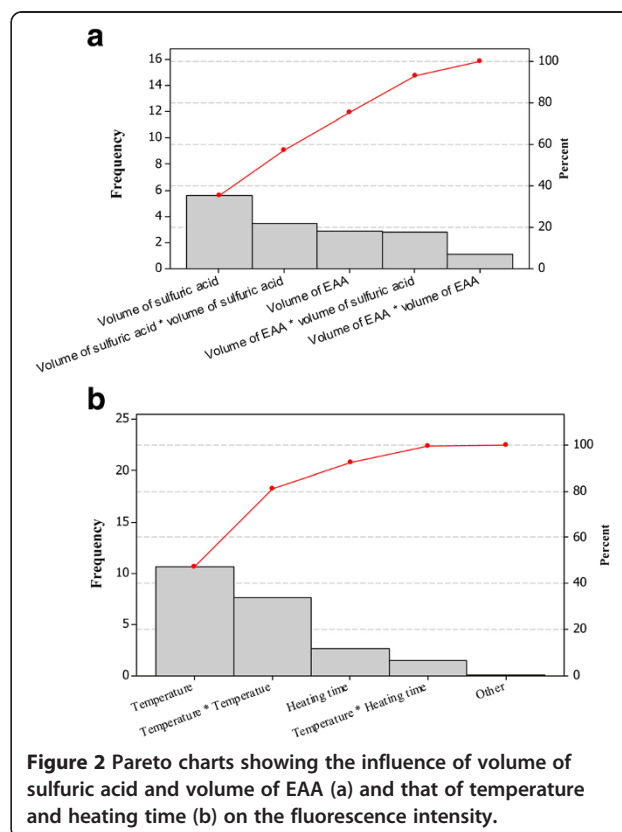 a
16
14
12
10
8
6
4
2
0
Frequency
100
80
60
40
20
0
Percent
Volume of sulfuric acid
Volume of sulfuric acid * volume of sulfuric acid
Volume of EAA
Volume of EAA * volume of sulfuric acid
Volume of EAA * volume of EAA
b
25
20
15
10
5
0
Frequency
100
80
60
40
20
0
Percent
Temperature
Temperature * Temperatue
Heating time
Temperature * Heating time
Other
Figure 2 Pareto charts showing the influence of volume of
sulfuric acid and volume of EAA (a) and that of temperature
and heating time (b) on the fluorescence intensity.